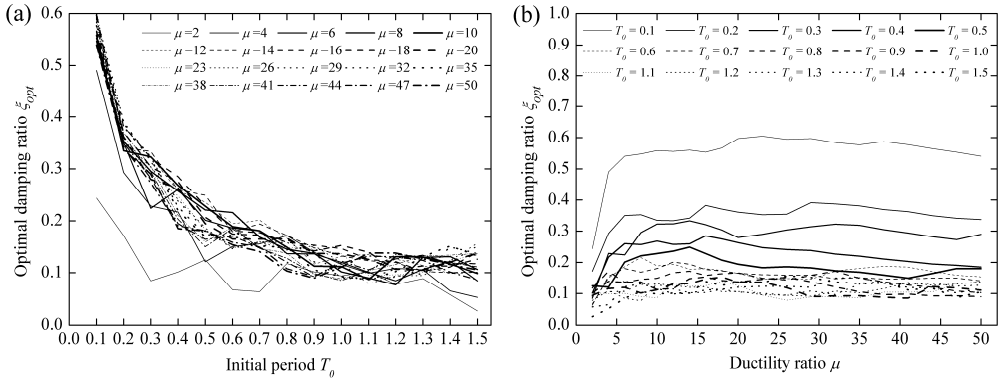 (a)
0.6
0.5
0.4
0.3
0.2
0.1
0.0
Optimal damping ratio ξopt
μ=2 μ=4 μ=6 μ=8 μ=10
μ=12 μ=14 μ=16 μ=18 μ=20
μ=23 μ=26 μ=29 μ=32 μ=35
μ=38 μ=41 μ=44 μ=47 μ=50
0.0 0.1 0.2 0.3 0.4 0.5 0.6 0.7 0.8 0.9 1.0 1.1 1.2 1.3 1.4 1.5
Initial period T0
(b)
1.0
0.9
0.8
0.7
0.6
0.5
0.4
0.3
0.2
0.1
0.0
Optimal damping ratio ξopt
T0 = 0.1 T0 = 0.2 T0 = 0.3 T0 = 0.4 T0 = 0.5
T0 = 0.6 T0 = 0.7 T0 = 0.8 T0 = 0.9 T0 = 1.0
T0 = 1.1 T0 = 1.2 T0 = 1.3 T0 = 1.4 T0 = 1.5
0 5 10 15 20 25 30 35 40 45 50
Ductility ratio μ